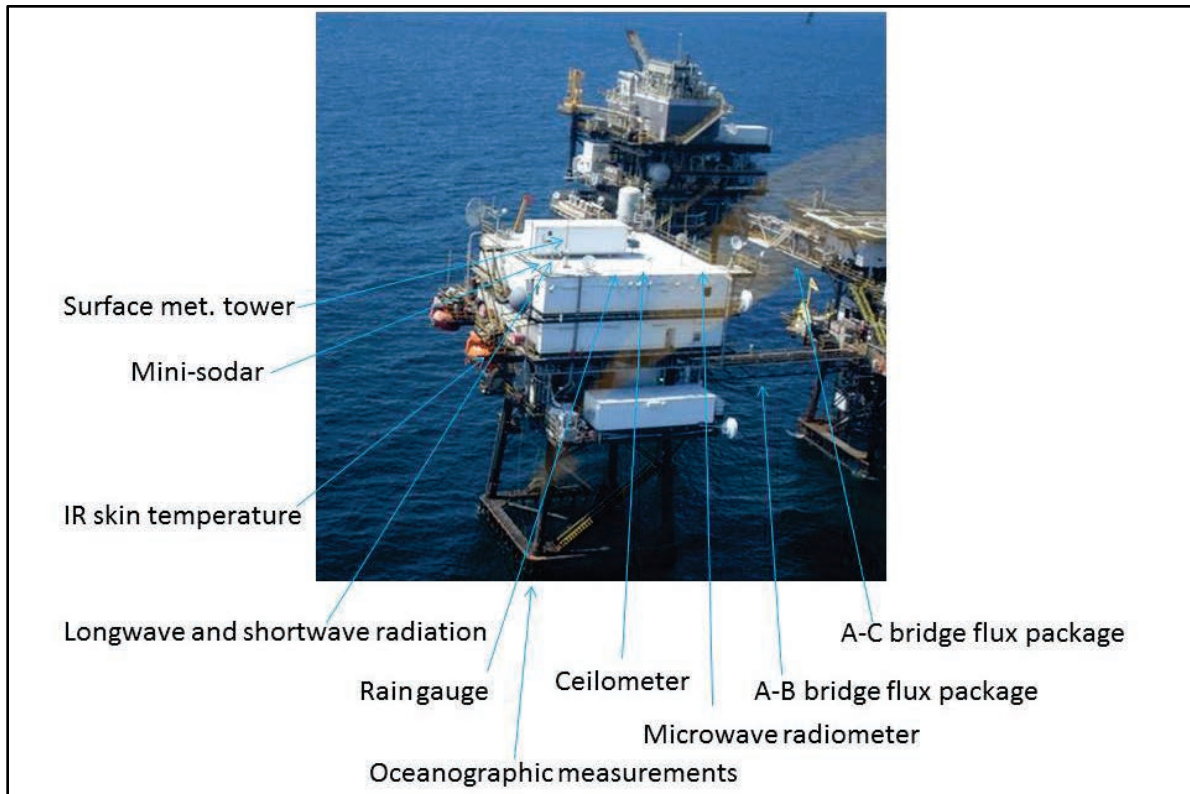 Surface met. tower
Mini-sodar
IR skin temperature
Longwave and shortwave radiation
A-C bridge flux package
Rain gauge
Ceilometer
A-B bridge flux package
Microwave radiometer
Oceanographic measurements